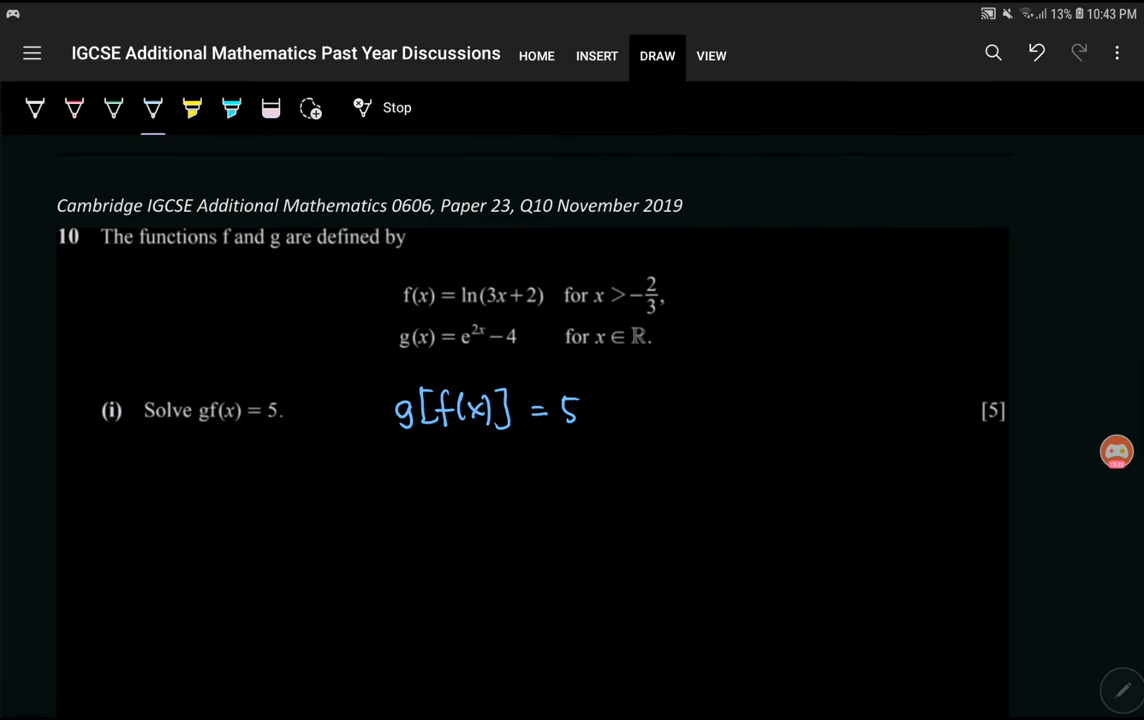 13% 10:43 PM
IGCSE Additional Mathematics Past Year Discussions HOME INSERT DRAW VIEW
Stop
Cambridge IGCSE Additional Mathematics 0606, Paper 23, Q10 November 2019
10 The functions f and g are defined by
f(x) = ln(3x+2) for x > −2/3,
g(x) = e^{2x} − 4 for x ∈ ℝ.
(i) Solve gf(x) = 5. g[f(x)] = 5 [5]